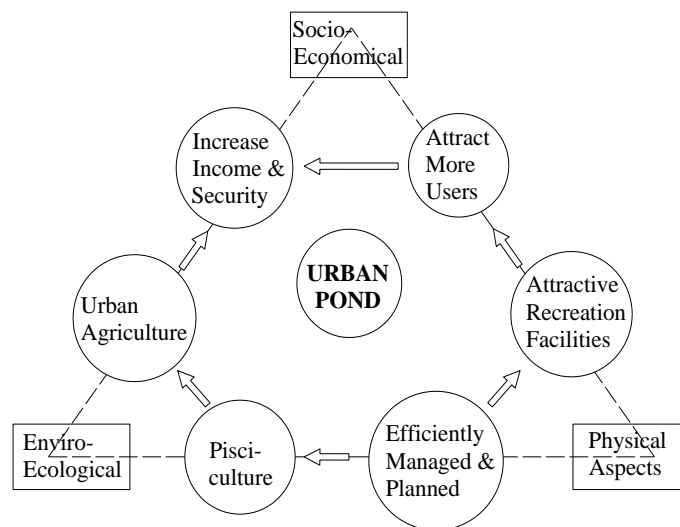 Socio-
Economical
Increase
Income &
Security
Attract
More
Users
URBAN
POND
Urban
Agriculture
Attractive
Recreation
Facilities
Enviro-
Ecological
Pisci-
culture
Efficiently
Managed &
Planned
Physical
Aspects